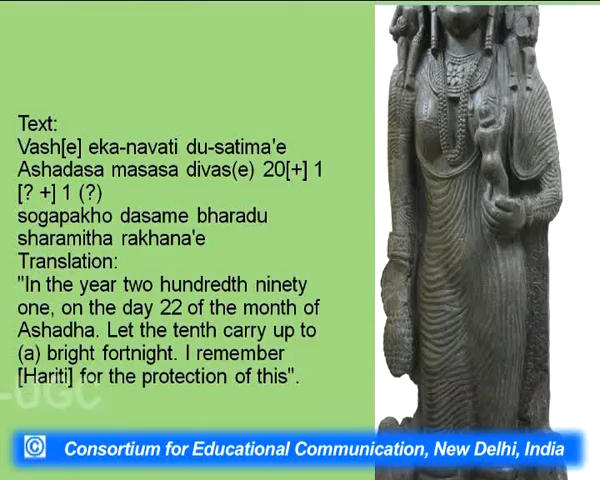 Text:
Vash[e] eka-navati du-satima'e
Ashadasa masasa divas(e) 20[+] 1
[? +] 1 (?)
sogapakho dasame bharadu
sharamitha rakhana'e
Translation:
"In the year two hundredth ninety
one, on the day 22 of the month of
Ashadha. Let the tenth carry up to
(a) bright fortnight. I remember
[Hariti] for the protection of this".
-UGC
© Consortium for Educational Communication, New Delhi, India